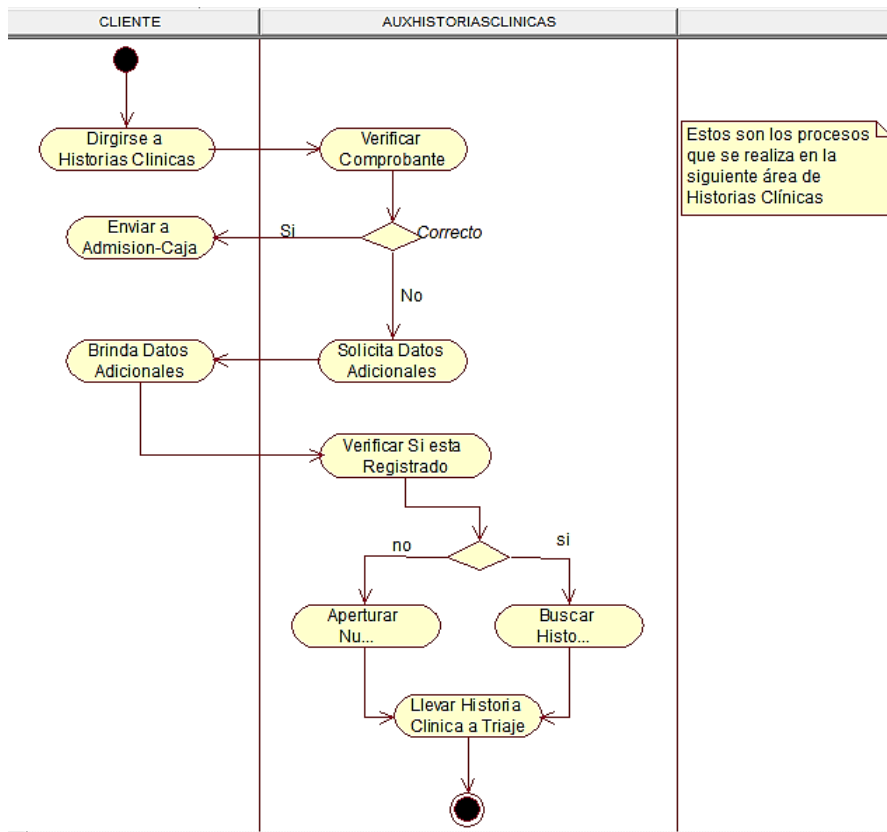 CLIENTE
AUXHISTORIASCLINICAS
Dirgirse a
Historias Clinicas
Verificar
Comprobante
Estos son los procesos
que se realiza en la
siguiente área de
Historias Clínicas
Enviar a
Admision-Caja
Si
Correcto
No
Brinda Datos
Adicionales
Solicita Datos
Adicionales
Verificar Si esta
Registrado
no
si
Aperturar
Nu...
Buscar
Histo...
Llevar Historia
Clinica a Triaje